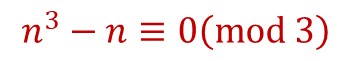 n³ − n ≡ 0(mod 3)